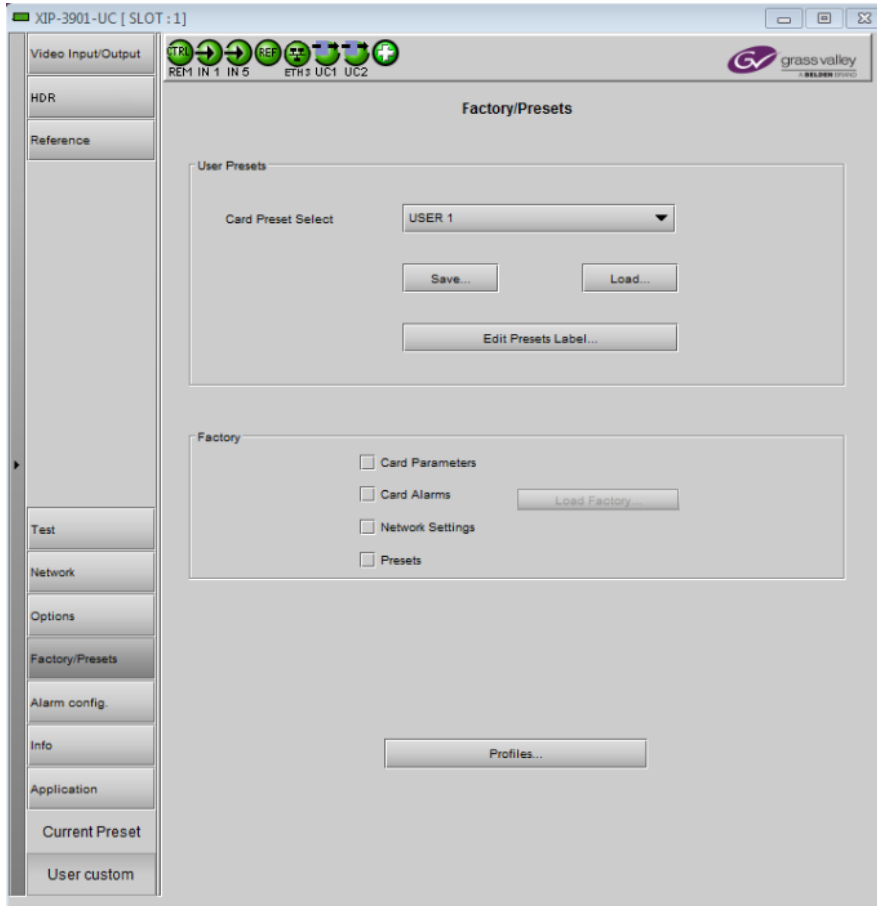 XIP-3901-UC [ SLOT : 1 ]
Video Input/Output
HDR
Reference
Test
Network
Options
Factory/Presets
Alarm config.
Info
Application
Current Preset
User custom
CTRL REF
REM IN 1 IN 5 ETH3 UC1 UC2
GV grass valley
A BELDEN BRAND
Factory/Presets
User Presets
Card Preset Select USER 1
Save... Load...
Edit Presets Label...
Factory
Card Parameters
Card Alarms
Load Factory...
Network Settings
Presets
Profiles...